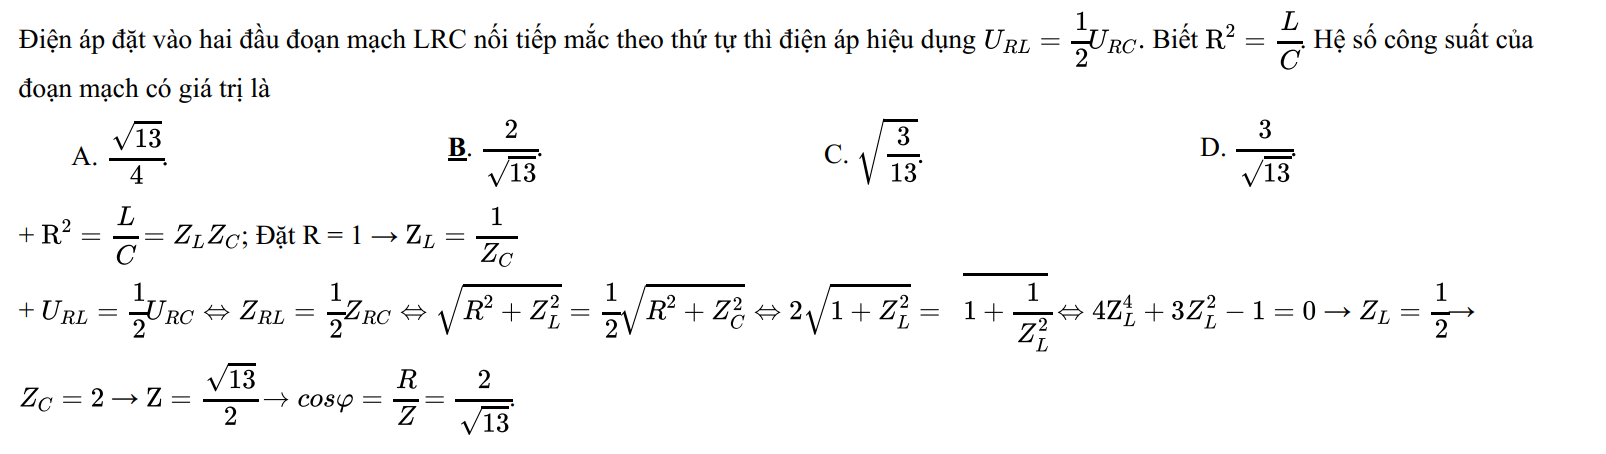 Điện áp đặt vào hai đầu đoạn mạch LRC nối tiếp mắc theo thứ tự thì điện áp hiệu dụng $U_{RL} = \frac{1}{2}U_{RC}$. Biết $R^2 = \frac{L}{C}$. Hệ số công suất của
đoạn mạch có giá trị là
A. $\frac{\sqrt{13}}{4}$. B. $\frac{2}{\sqrt{13}}$. C. $\sqrt{\frac{3}{13}}$. D. $\frac{3}{\sqrt{13}}$.
+ $R^2 = \frac{L}{C} = Z_L Z_C$; Đặt R = 1 → $Z_L = \frac{1}{Z_C}$
+ $U_{RL} = \frac{1}{2}U_{RC} \Leftrightarrow Z_{RL} = \frac{1}{2}Z_{RC} \Leftrightarrow \sqrt{R^2 + Z_L^2} = \frac{1}{2}\sqrt{R^2 + Z_C^2} \Leftrightarrow 2\sqrt{1 + Z_L^2} = \overline{1 + \frac{1}{Z_L^2}} \Leftrightarrow 4Z_L^4 + 3Z_L^2 - 1 = 0 \rightarrow Z_L = \frac{1}{2} \rightarrow$
$Z_C = 2 \rightarrow Z = \frac{\sqrt{13}}{2} \rightarrow cos\varphi = \frac{R}{Z} = \frac{2}{\sqrt{13}}$.